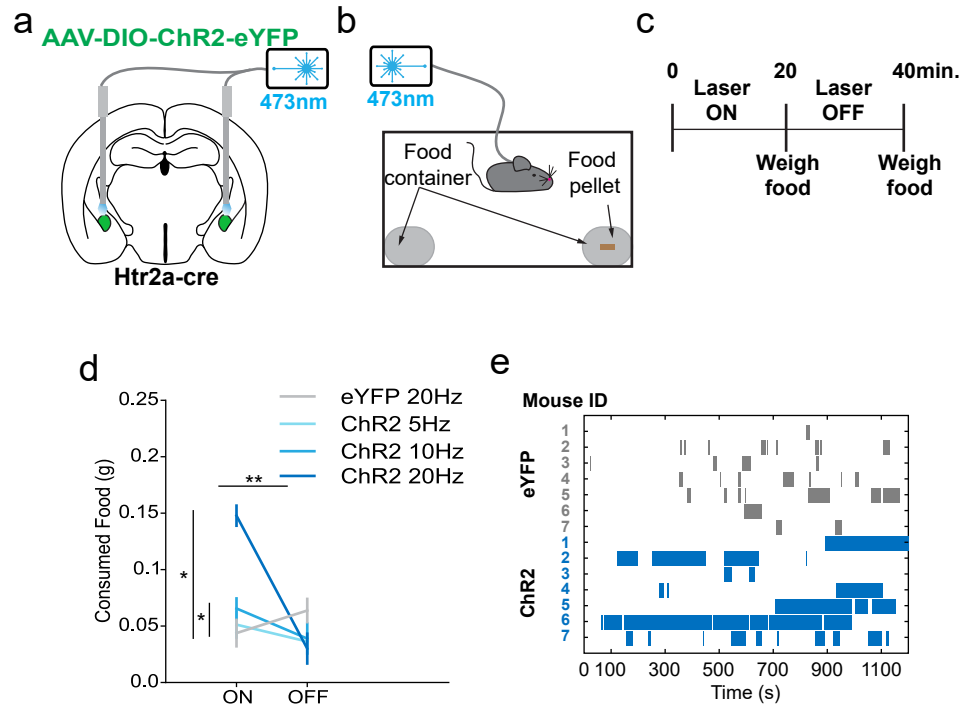 a
AAV-DIO-ChR2-eYFP
473nm
Htr2a-cre
b
473nm
Food
container
Food
pellet
c
0
20
40min.
Laser
ON
Laser
OFF
Weigh
food
Weigh
food
d
Consumed Food (g)
0.25
0.20
0.15
0.10
0.05
0.0
ON
OFF
eYFP 20Hz
ChR2 5Hz
ChR2 10Hz
ChR2 20Hz
**
*
*
e
Mouse ID
eYFP
1
2
3
4
5
6
7
ChR2
1
2
3
4
5
6
7
0 100 300 500 700 900 1100
Time (s)